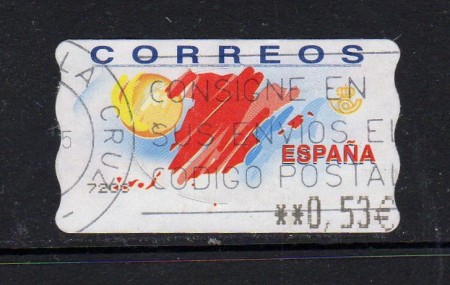 CORREOS
CONSIGNE EN
SUS ENVIOS EL
ESPAÑA
CODIGO POSTAL
**0,53€